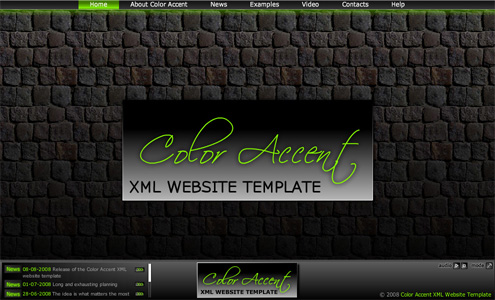 Home About Color Accent News Examples Video Contacts Help
Color Accent
XML WEBSITE TEMPLATE
News 08-08-2008 Release of the Color Accent XML
website template
News 01-07-2008 Long and exhausting planning
News 28-06-2008 The idea is what matters the most
Color Accent
XML WEBSITE TEMPLATE
© 2008 Color Accent XML Website Template